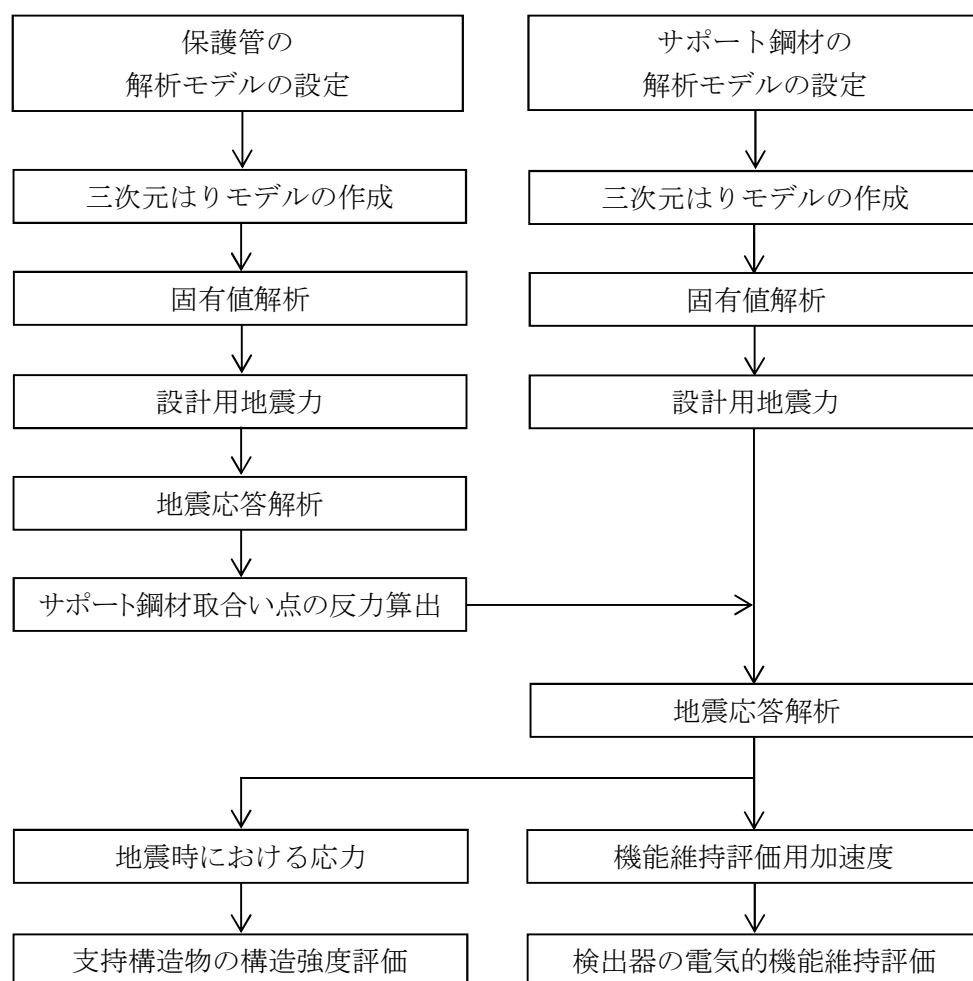 保護管の
解析モデルの設定
サポート鋼材の
解析モデルの設定
三次元はりモデルの作成
三次元はりモデルの作成
固有値解析
固有値解析
設計用地震力
設計用地震力
地震応答解析
サポート鋼材取合い点の反力算出
地震応答解析
地震時における応力
機能維持評価用加速度
支持構造物の構造強度評価
検出器の電気的機能維持評価